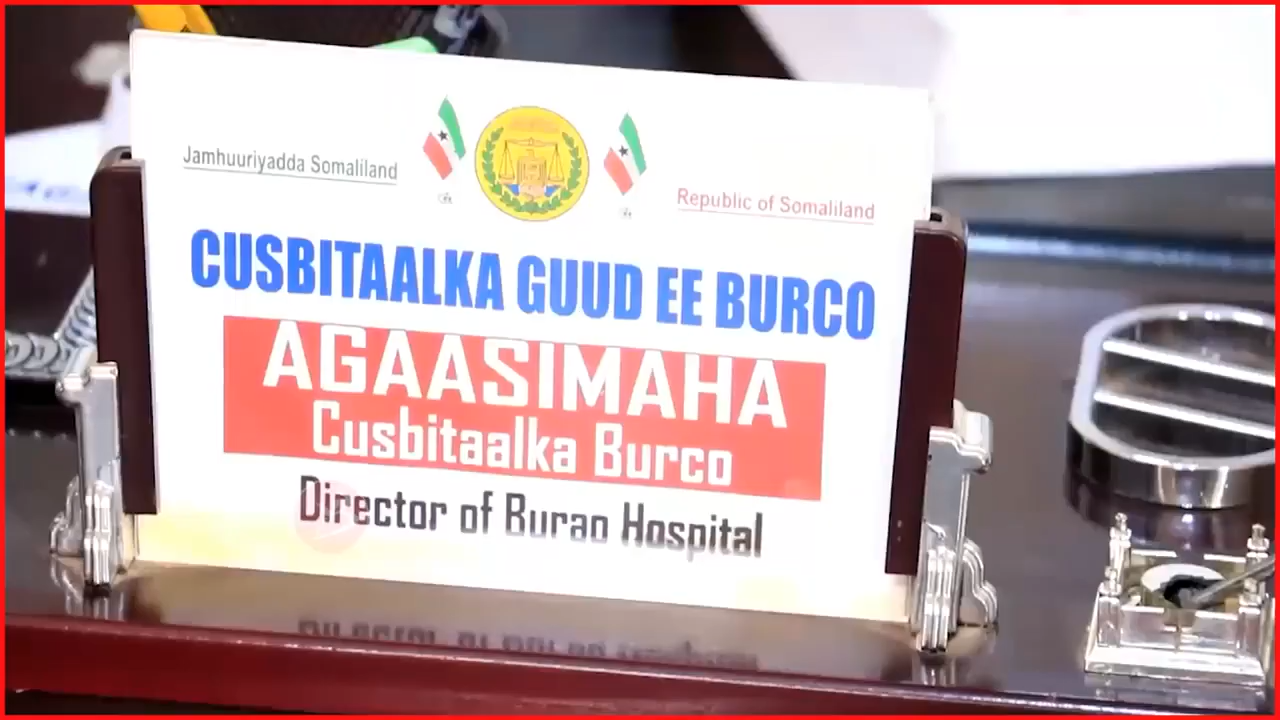 Jamhuuriyadda Somaliland
Republic of Somaliland
CUSBITAALKA GUUD EE BURCO
AGAASIMAHA
Cusbitaalka Burco
Director of Burao Hospital